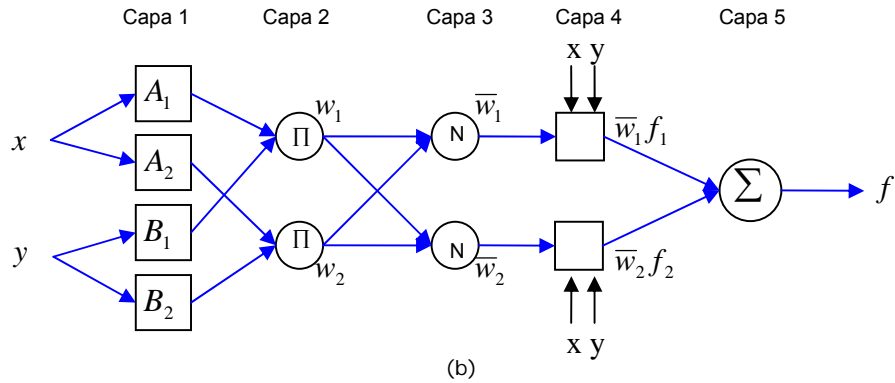 Capa 1 Capa 2 Capa 3 Capa 4 Capa 5
x y
A₁ w₁ w̅₁
Π N w̅₁f₁
x
A₂
Σ f
B₁
y Π N w̅₂f₂
w₂ w̅₂
B₂
x y
(b)